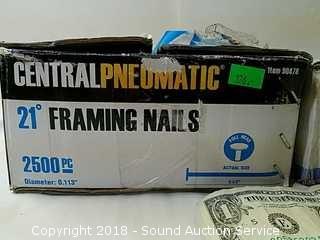 CENTRALPNEUMATIC
Item 90478
21° FRAMING NAILS
FULL HEAD
ACTUAL SIZE
2500 PC
Diameter: 0.113"
1
Copyright 2018 - Sound Auction Service